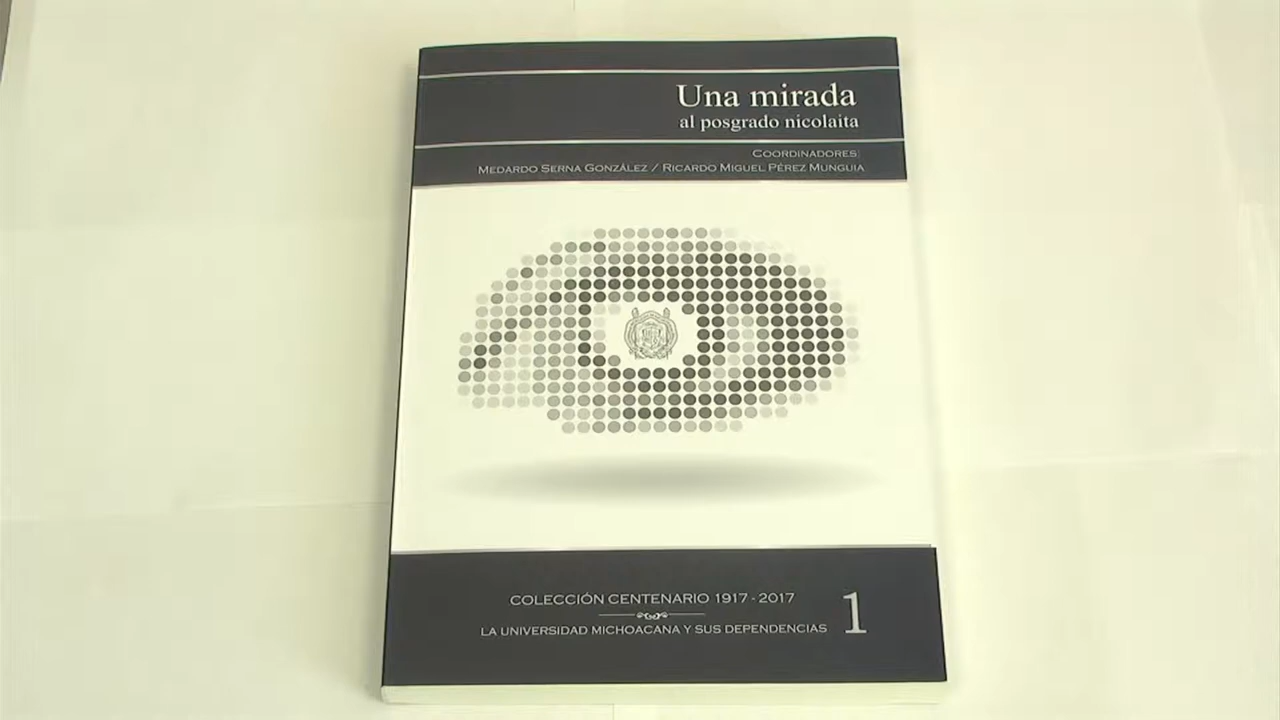 Una mirada
al posgrado nicolaita
COORDINADORES:
MEDARDO SERNA GONZÁLEZ / RICARDO MIGUEL PÉREZ MUNGUIA
COLECCIÓN CENTENARIO 1917 - 2017
LA UNIVERSIDAD MICHOACANA Y SUS DEPENDENCIAS
1